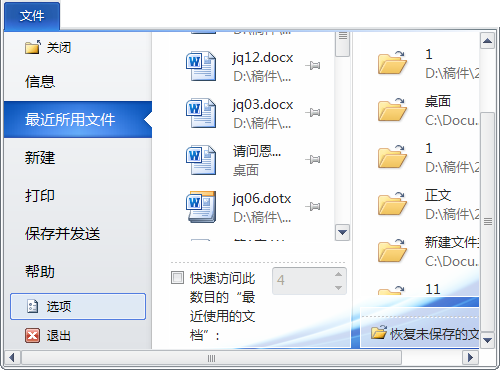 文件
关闭
信息
最近所用文件
新建
打印
保存并发送
帮助
选项
退出
jq12.docx
D:\稿件\...
jq03.docx
D:\稿件\...
请问恩...
桌面
jq06.dotx
D:\稿件\...
快速访问此
数目的“最
近使用的文
档”:
4
1
D:\稿件\2
桌面
C:\Docu...
1
D:\稿件\2
正文
D:\稿件\2
新建文件
C:\Docu...
11
恢复未保存的文